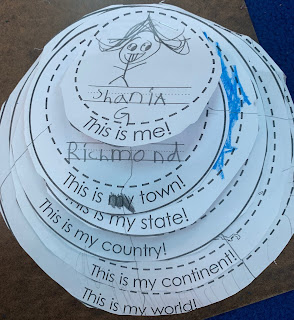 Shania
G
This is me!
Richmond
This is my town!
This is my state!
This is my country!
This is my continent!
This is my world!